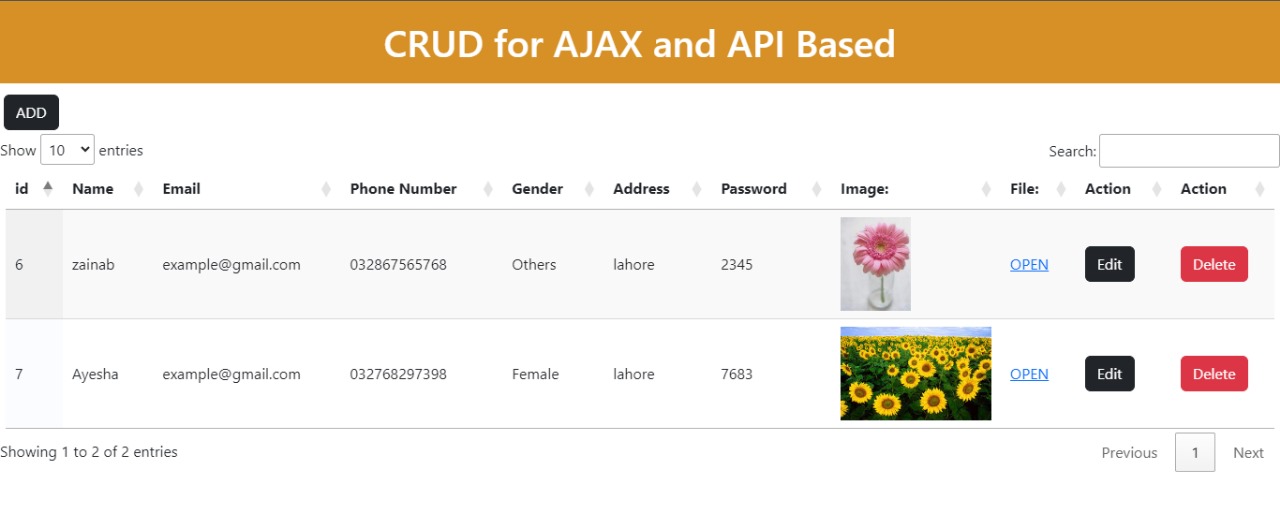 CRUD for AJAX and API Based
ADD
Show 10 entries Search:
id Name Email Phone Number Gender Address Password Image: File: Action Action
6 zainab example@gmail.com 032867565768 Others lahore 2345 OPEN Edit Delete
7 Ayesha example@gmail.com 032768297398 Female lahore 7683 OPEN Edit Delete
Showing 1 to 2 of 2 entries Previous 1 Next